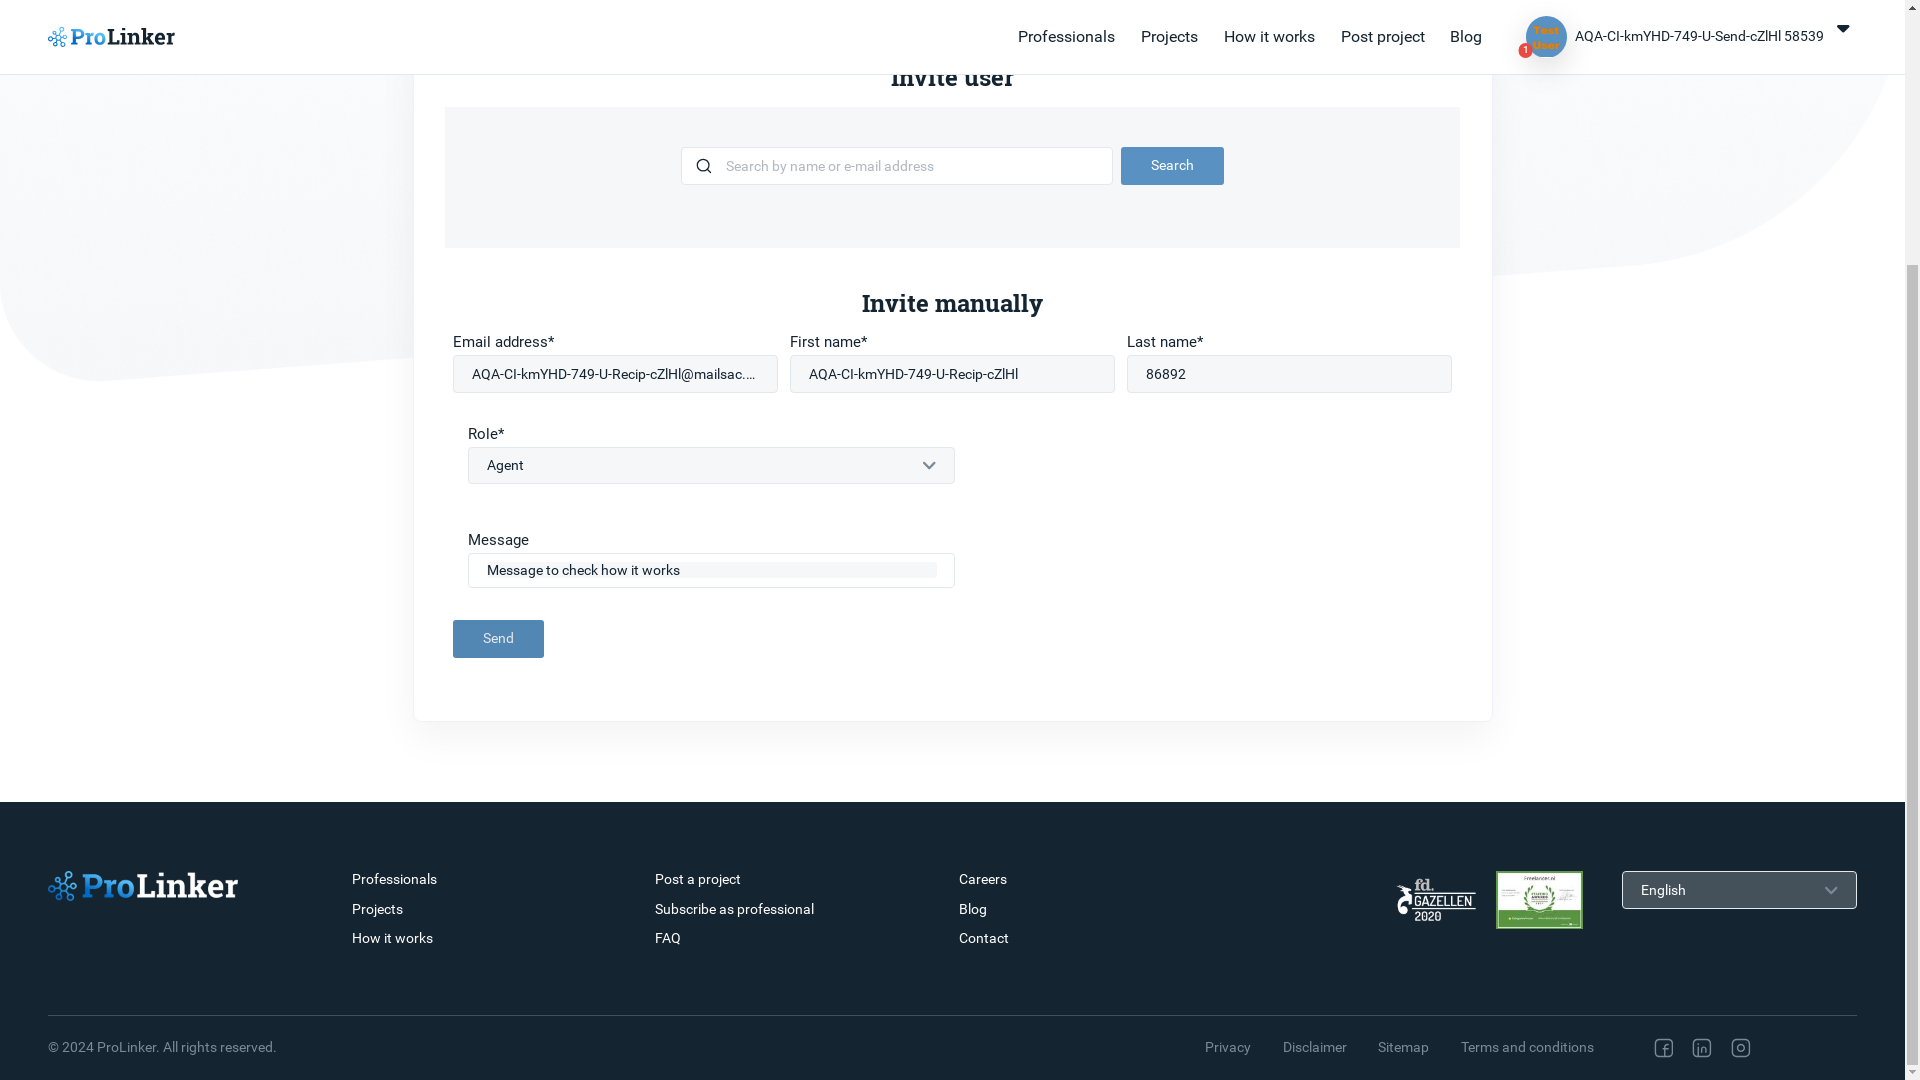 ProLinker
Professionals
Projects
How it works
Post project
Blog
Test
User
1
AQA-CI-kmYHD-749-U-Send-cZlHl 58539
Invite user
Search by name or e-mail address
Search
Invite manually
Email address*
First name*
Last name*
AQA-CI-kmYHD-749-U-Recip-cZlHl@mailsac....
AQA-CI-kmYHD-749-U-Recip-cZlHl
86892
Role*
Agent
Message
Message to check how it works
Send
ProLinker
Professionals
Projects
How it works
Post a project
Subscribe as professional
FAQ
Careers
Blog
Contact
fd.
GAZELLEN
2020
Freelancer.nl
English
© 2024 ProLinker. All rights reserved.
Privacy
Disclaimer
Sitemap
Terms and conditions